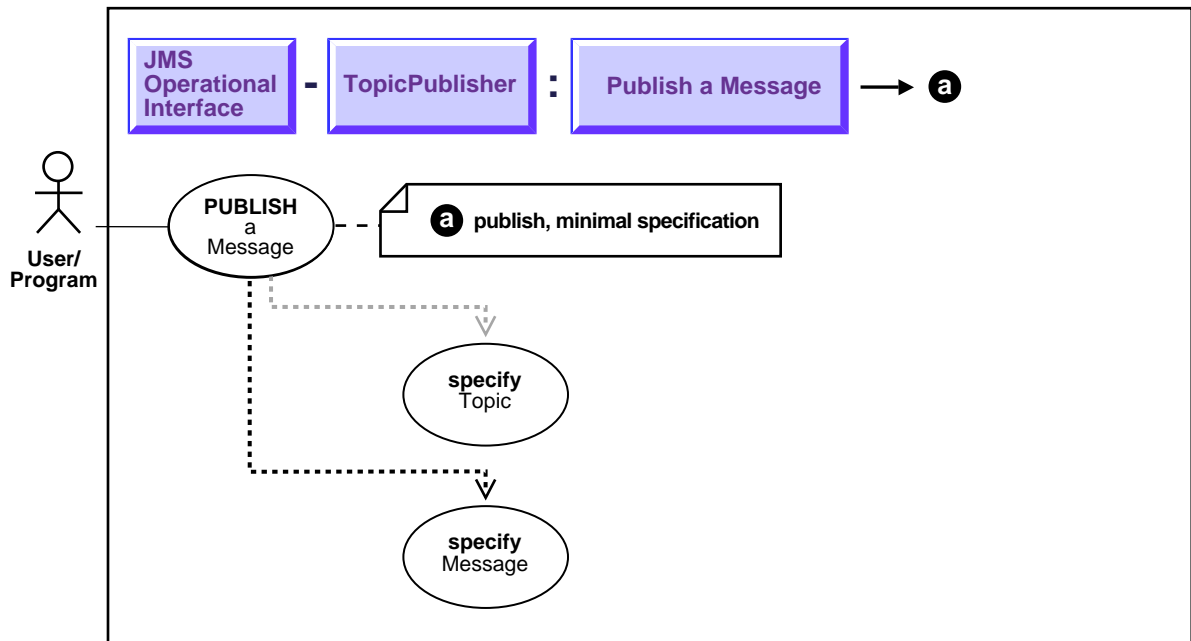 JMS
Operational
Interface
-
TopicPublisher
:
Publish a Message
a
PUBLISH
a
Message
a publish, minimal specification
User/
Program
specify
Topic
specify
Message